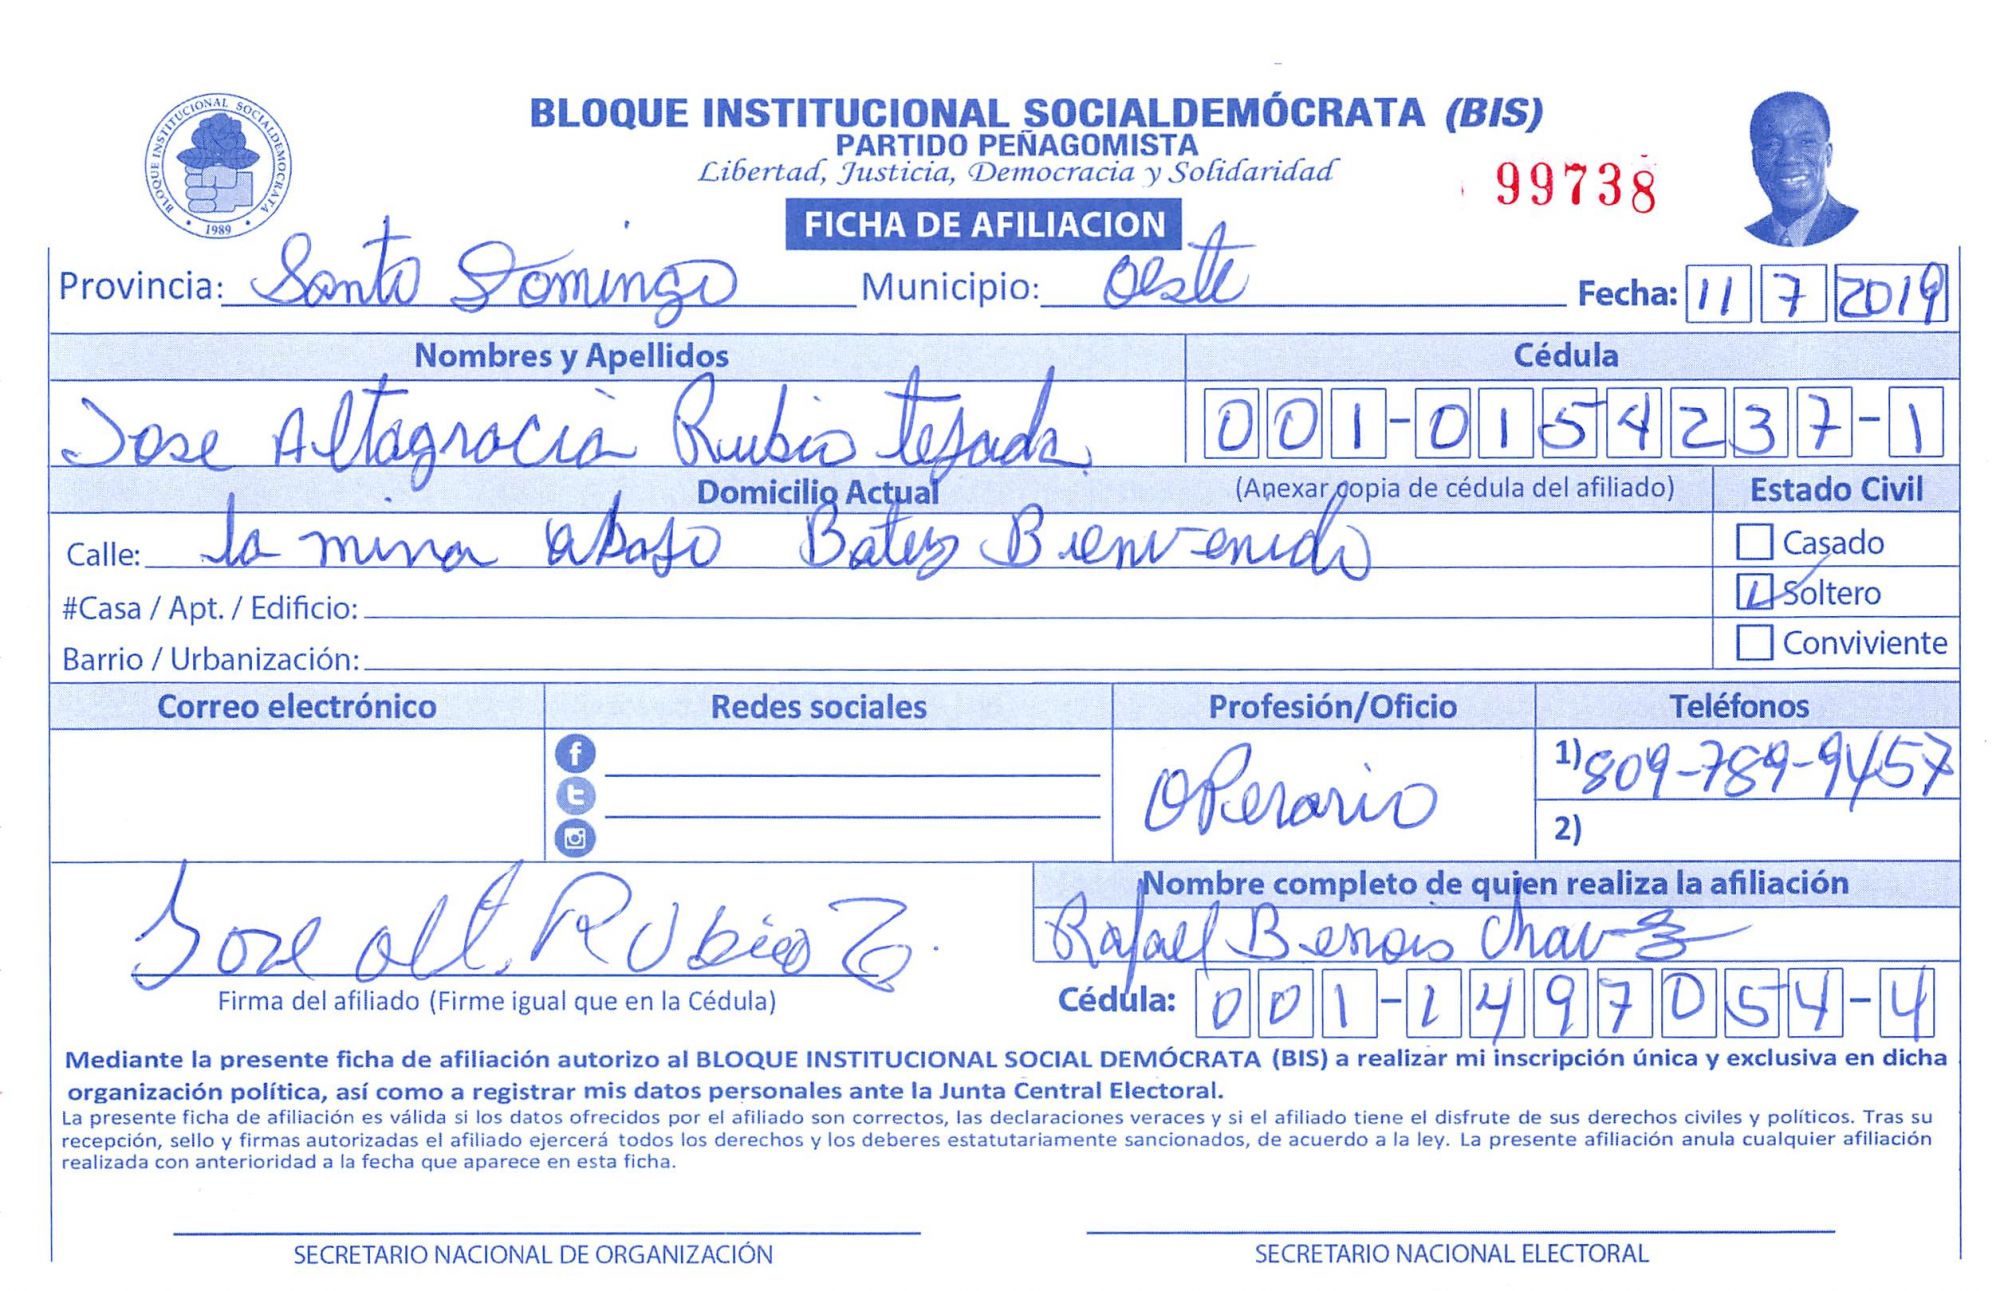 BLOQUE INSTITUCIONAL SOCIALDEMÓCRATA (BIS)
PARTIDO PEÑAGOMISTA
Libertad, Justicia, Democracia y Solidaridad
99738
BLOQUE INSTITUCIONAL SOCIALDEMOCRATA
1989
FICHA DE AFILIACION
Provincia: Santo Domingo Municipio: Oeste Fecha: 11 7 2019
Nombres y Apellidos Cédula
Jose Altagracia Rubio tejada 001-0154237-1
Domicilio Actual (Anexar copia de cédula del afiliado) Estado Civil
Calle: la mina abajo Batey Bienvenido Casado
#Casa / Apt. / Edificio: Soltero
Barrio / Urbanización: Conviviente
Correo electrónico Redes sociales Profesión/Oficio Teléfonos
OPerario 1) 809-789-9457
2)
Nombre completo de quien realiza la afiliación
Jose alt. Rubio T. Rafael Chavez
Firma del afiliado (Firme igual que en la Cédula) Cédula: 001-1497054-4
Mediante la presente ficha de afiliación autorizo al BLOQUE INSTITUCIONAL SOCIAL DEMÓCRATA (BIS) a realizar mi inscripción única y exclusiva en dicha
organización política, así como a registrar mis datos personales ante la Junta Central Electoral.
La presente ficha de afiliación es válida si los datos ofrecidos por el afiliado son correctos, las declaraciones veraces y si el afiliado tiene el disfrute de sus derechos civiles y políticos. Tras su
recepción, sello y firmas autorizadas el afiliado ejercerá todos los derechos y los deberes estatutariamente sancionados, de acuerdo a la ley. La presente afiliación anula cualquier afiliación
realizada con anterioridad a la fecha que aparece en esta ficha.
SECRETARIO NACIONAL DE ORGANIZACIÓN SECRETARIO NACIONAL ELECTORAL